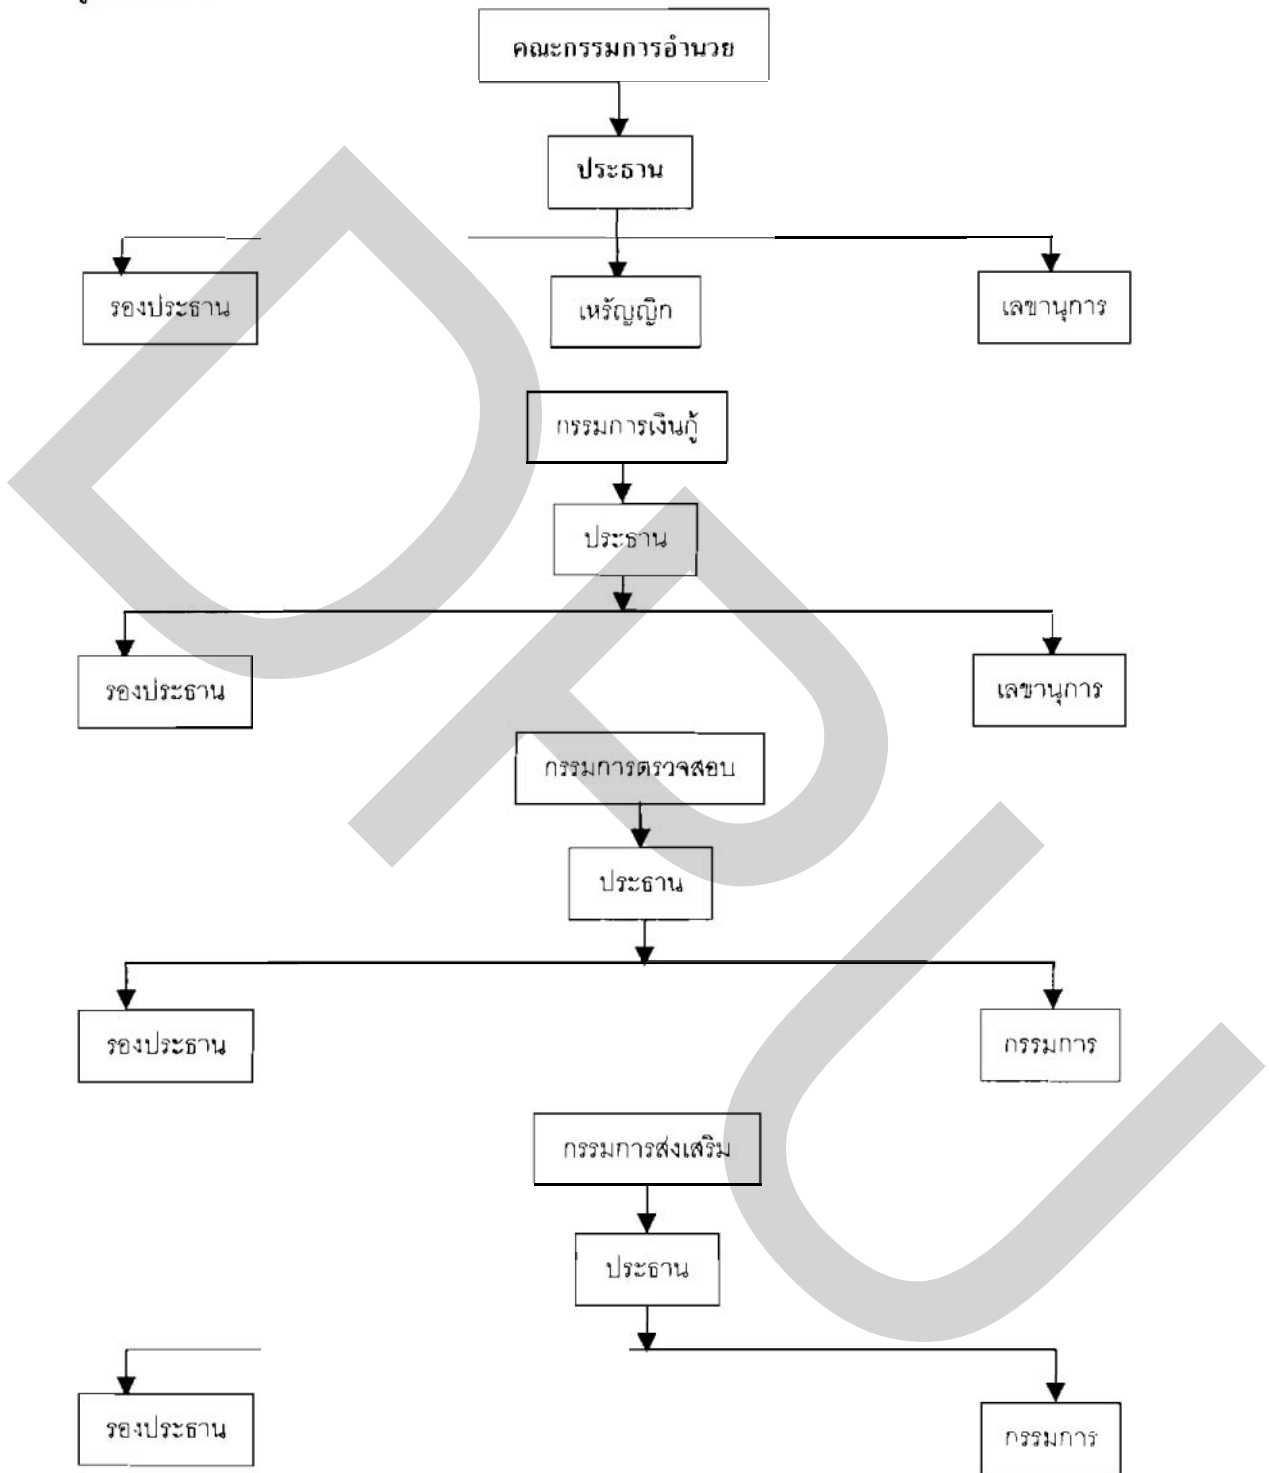 คณะกรรมการอำนวย
ประธาน
รองประธาน
เหรัญญิก
เลขานุการ
กรรมการเงินกู้
ประธาน
รองประธาน
เลขานุการ
กรรมการตรวจสอบ
ประธาน
รองประธาน
กรรมการ
กรรมการส่งเสริม
ประธาน
รองประธาน
กรรมการ
DPU